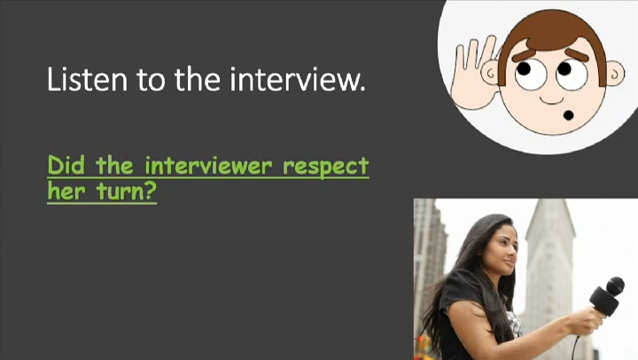 Listen to the interview.
Did the interviewer respect
her turn?